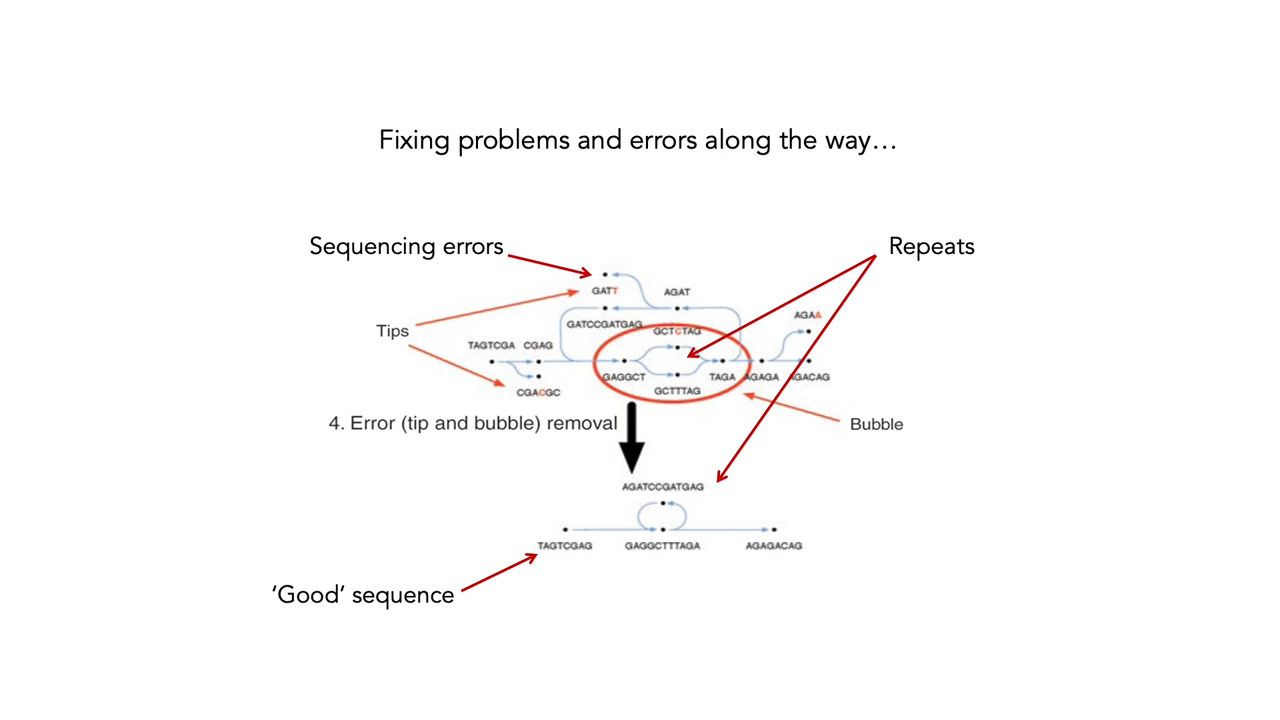 Fixing problems and errors along the way…
Sequencing errors
Repeats
GATT
AGAT
AGAA
Tips
GATCCGATGAG
GCTCTAG
TAGTCGA
CGAG
GAGGCT
TAGA
AGAGA
AGACAG
CGACGC
GCTTTAG
4. Error (tip and bubble) removal
Bubble
AGATCCGATGAG
TAGTCGAG
GAGGCTTTAGA
AGAGACAG
‘Good’ sequence